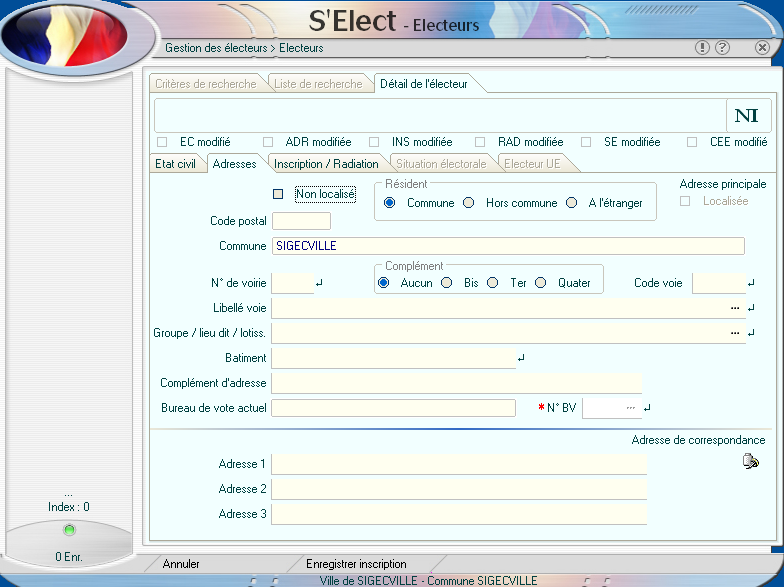 S'Elect - Electeurs
Gestion des électeurs > Electeurs
Critères de recherche Liste de recherche Détail de l'électeur
NI
EC modifié ADR modifiée INS modifiée RAD modifiée SE modifiée CEE modifié
Etat civil Adresses Inscription / Radiation Situation électorale Electeur UE
Non localisé Résident Commune Hors commune A l'étranger Adresse principale Localisée
Code postal
Commune SIGECVILLE
N° de voirie Complément Aucun Bis Ter Quater Code voie
Libellé voie ...
Groupe / lieu dit / lotiss. ...
Batiment
Complément d'adresse
Bureau de vote actuel * N° BV ...
Adresse de correspondance
Adresse 1
Adresse 2
Adresse 3
...
Index : 0
0 Enr.
Annuler Enregistrer inscription
Ville de SIGECVILLE - Commune SIGECVILLE